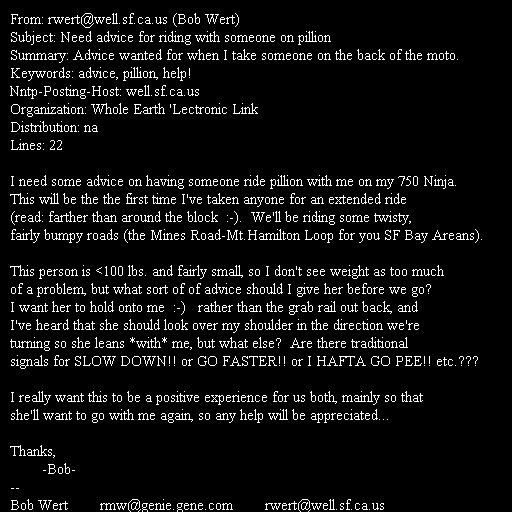 From: rwert@well.sf.ca.us (Bob Wert)
Subject: Need advice for riding with someone on pillion
Summary: Advice wanted for when I take someone on the back of the moto.
Keywords: advice, pillion, help!
Nntp-Posting-Host: well.sf.ca.us
Organization: Whole Earth 'Lectronic Link
Distribution: na
Lines: 22

I need some advice on having someone ride pillion with me on my 750 Ninja.
This will be the the first time I've taken anyone for an extended ride
(read: farther than around the block  :-).  We'll be riding some twisty,
fairly bumpy roads (the Mines Road-Mt.Hamilton Loop for you SF Bay Areans).

This person is <100 lbs. and fairly small, so I don't see weight as too much
of a problem, but what sort of of advice should I give her before we go?
I want her to hold onto me  :-)   rather than the grab rail out back, and
I've heard that she should look over my shoulder in the direction we're
turning so she leans *with* me, but what else?  Are there traditional
signals for SLOW DOWN!! or GO FASTER!! or I HAFTA GO PEE!! etc.???

I really want this to be a positive experience for us both, mainly so that
she'll want to go with me again, so any help will be appreciated...

Thanks,
        -Bob-
--
Bob Wert        rmw@genie.gene.com        rwert@well.sf.ca.us